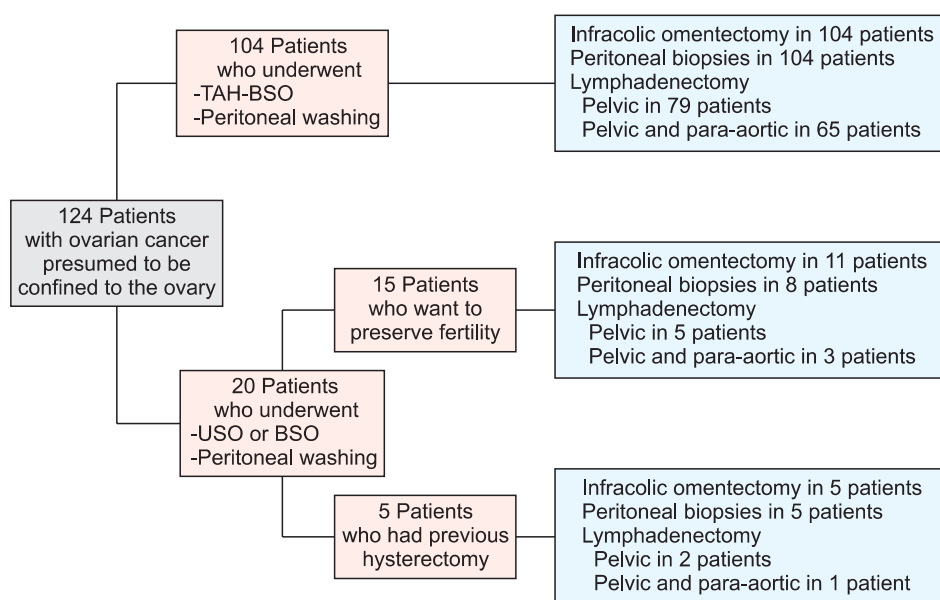 104 Patients
who underwent
-TAH-BSO
-Peritoneal washing
Infracolic omentectomy in 104 patients
Peritoneal biopsies in 104 patients
Lymphadenectomy
Pelvic in 79 patients
Pelvic and para-aortic in 65 patients
124 Patients
with ovarian cancer
presumed to be
confined to the ovary
20 Patients
who underwent
-USO or BSO
-Peritoneal washing
15 Patients
who want to
preserve fertility
Infracolic omentectomy in 11 patients
Peritoneal biopsies in 8 patients
Lymphadenectomy
Pelvic in 5 patients
Pelvic and para-aortic in 3 patients
5 Patients
who had previous
hysterectomy
Infracolic omentectomy in 5 patients
Peritoneal biopsies in 5 patients
Lymphadenectomy
Pelvic in 2 patients
Pelvic and para-aortic in 1 patient